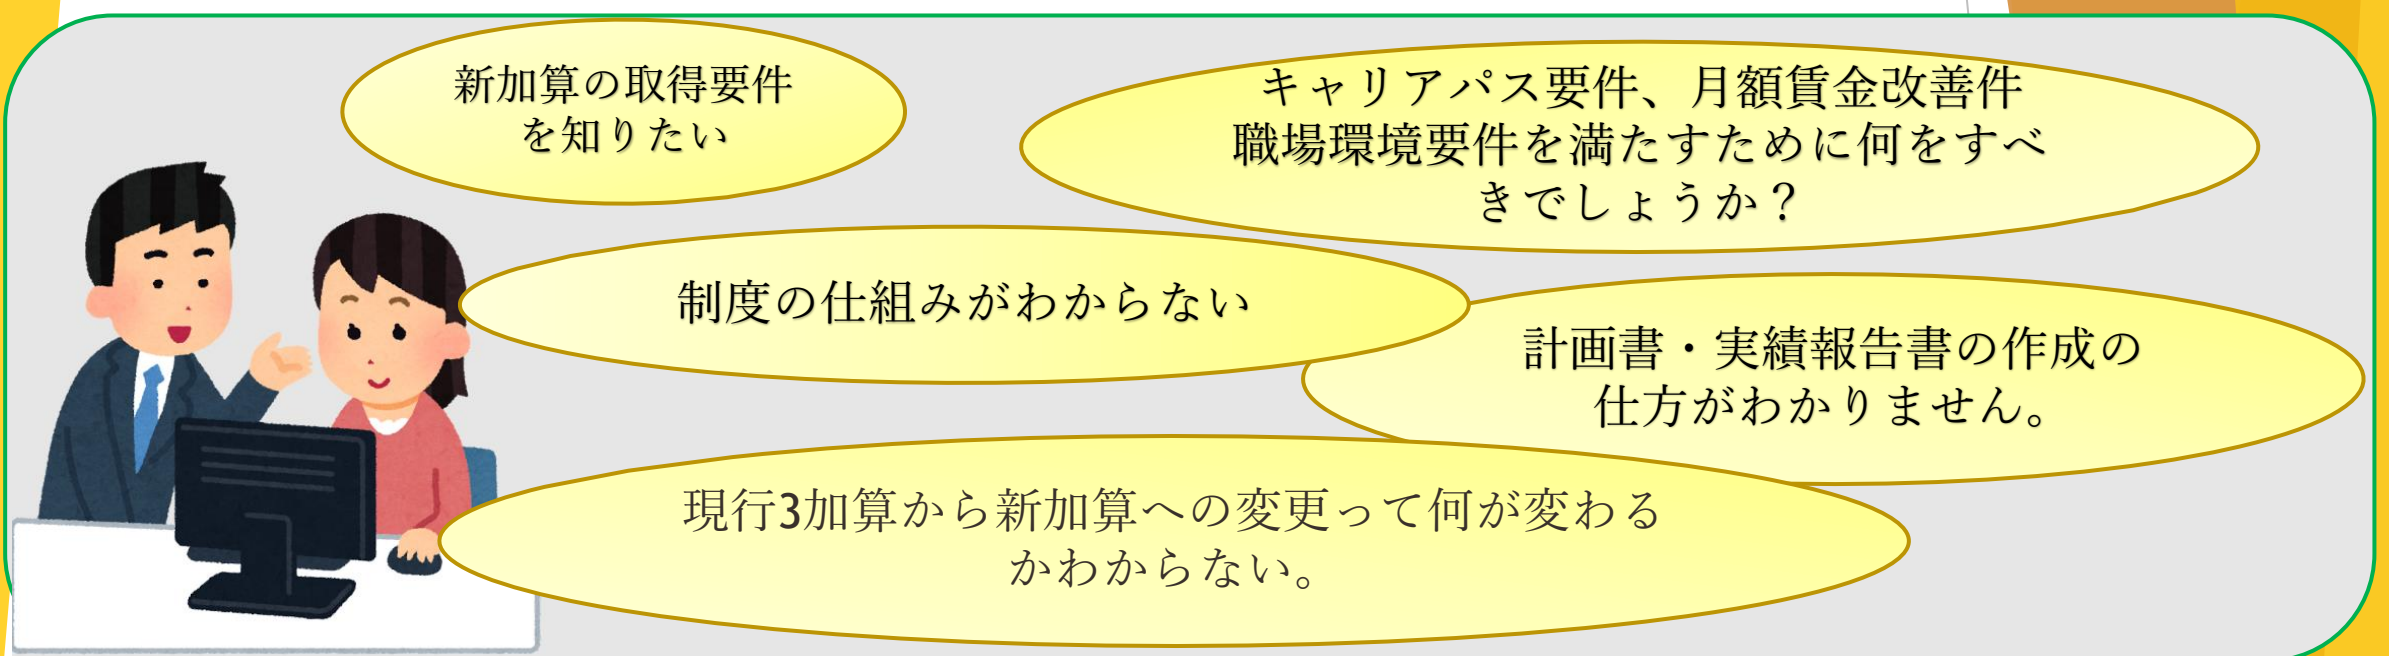 新加算の取得要件
を知りたい
キャリアパス要件、月額賃金改善件
職場環境要件を満たすために何をすべ
きでしょうか？
制度の仕組みがわからない
計画書・実績報告書の作成の
仕方がわかりません。
現行3加算から新加算への変更って何が変わる
かわからない。